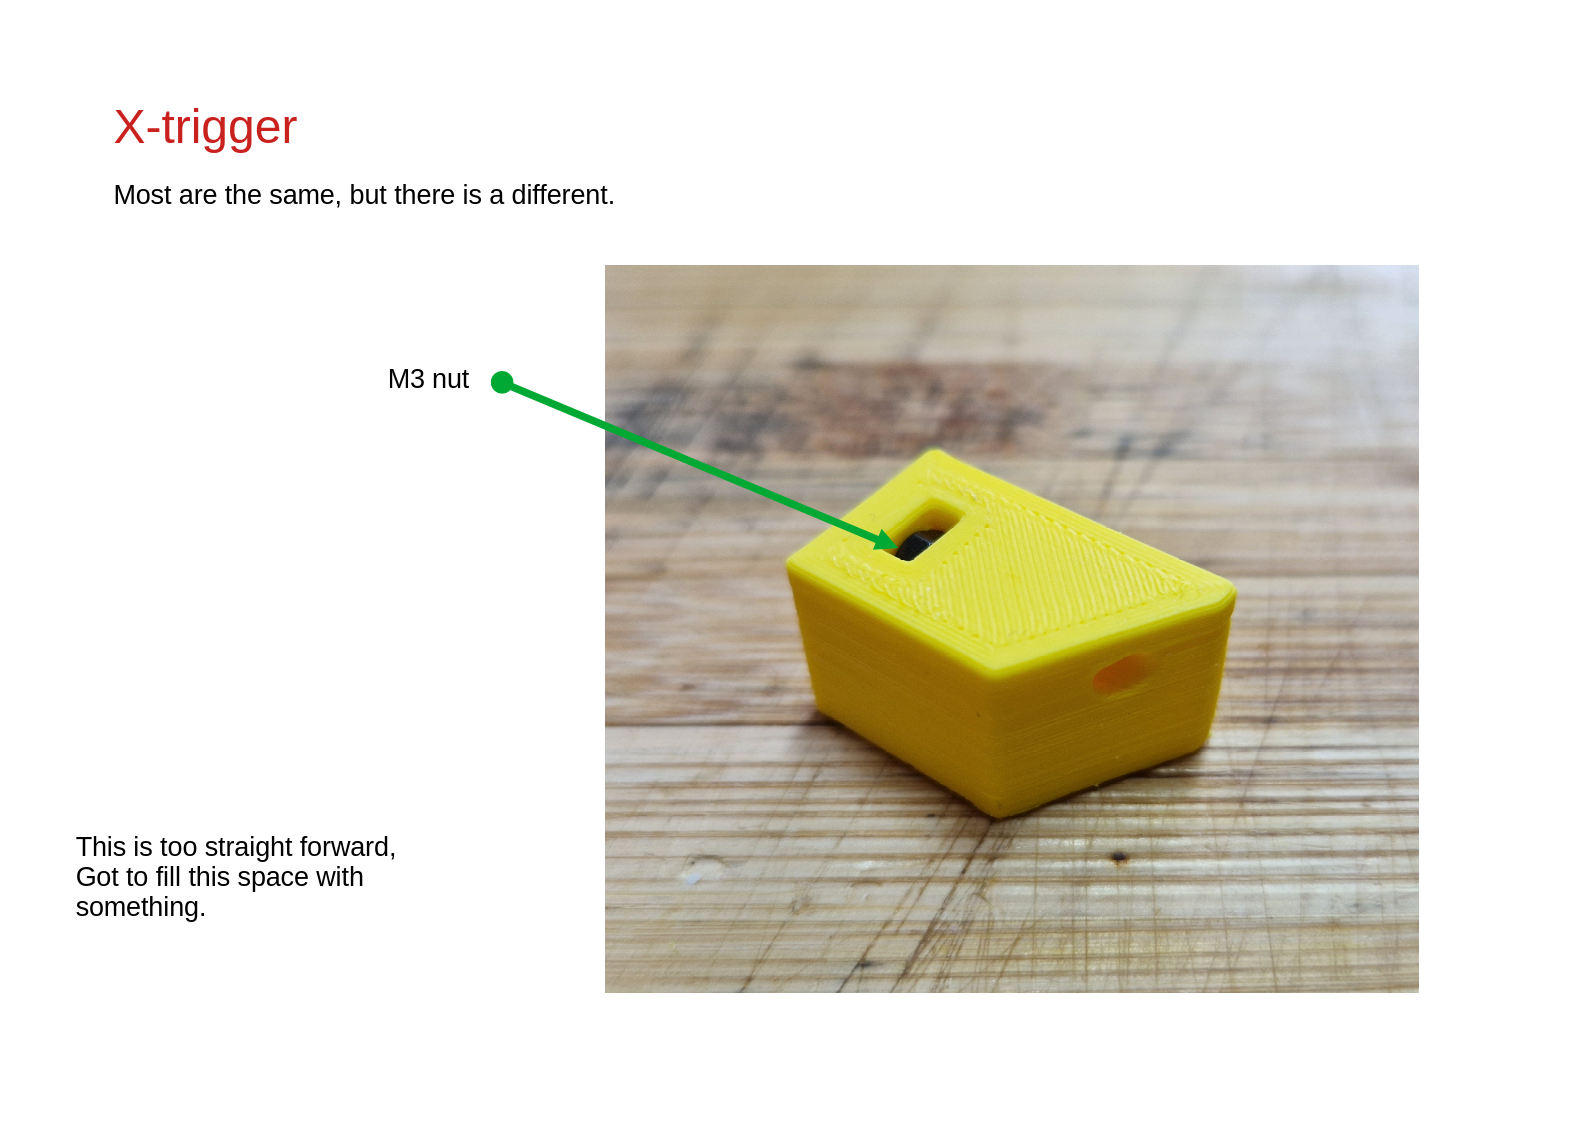 X-trigger
Most are the same, but there is a different.
M3 nut
This is too straight forward,
Got to fill this space with
something.